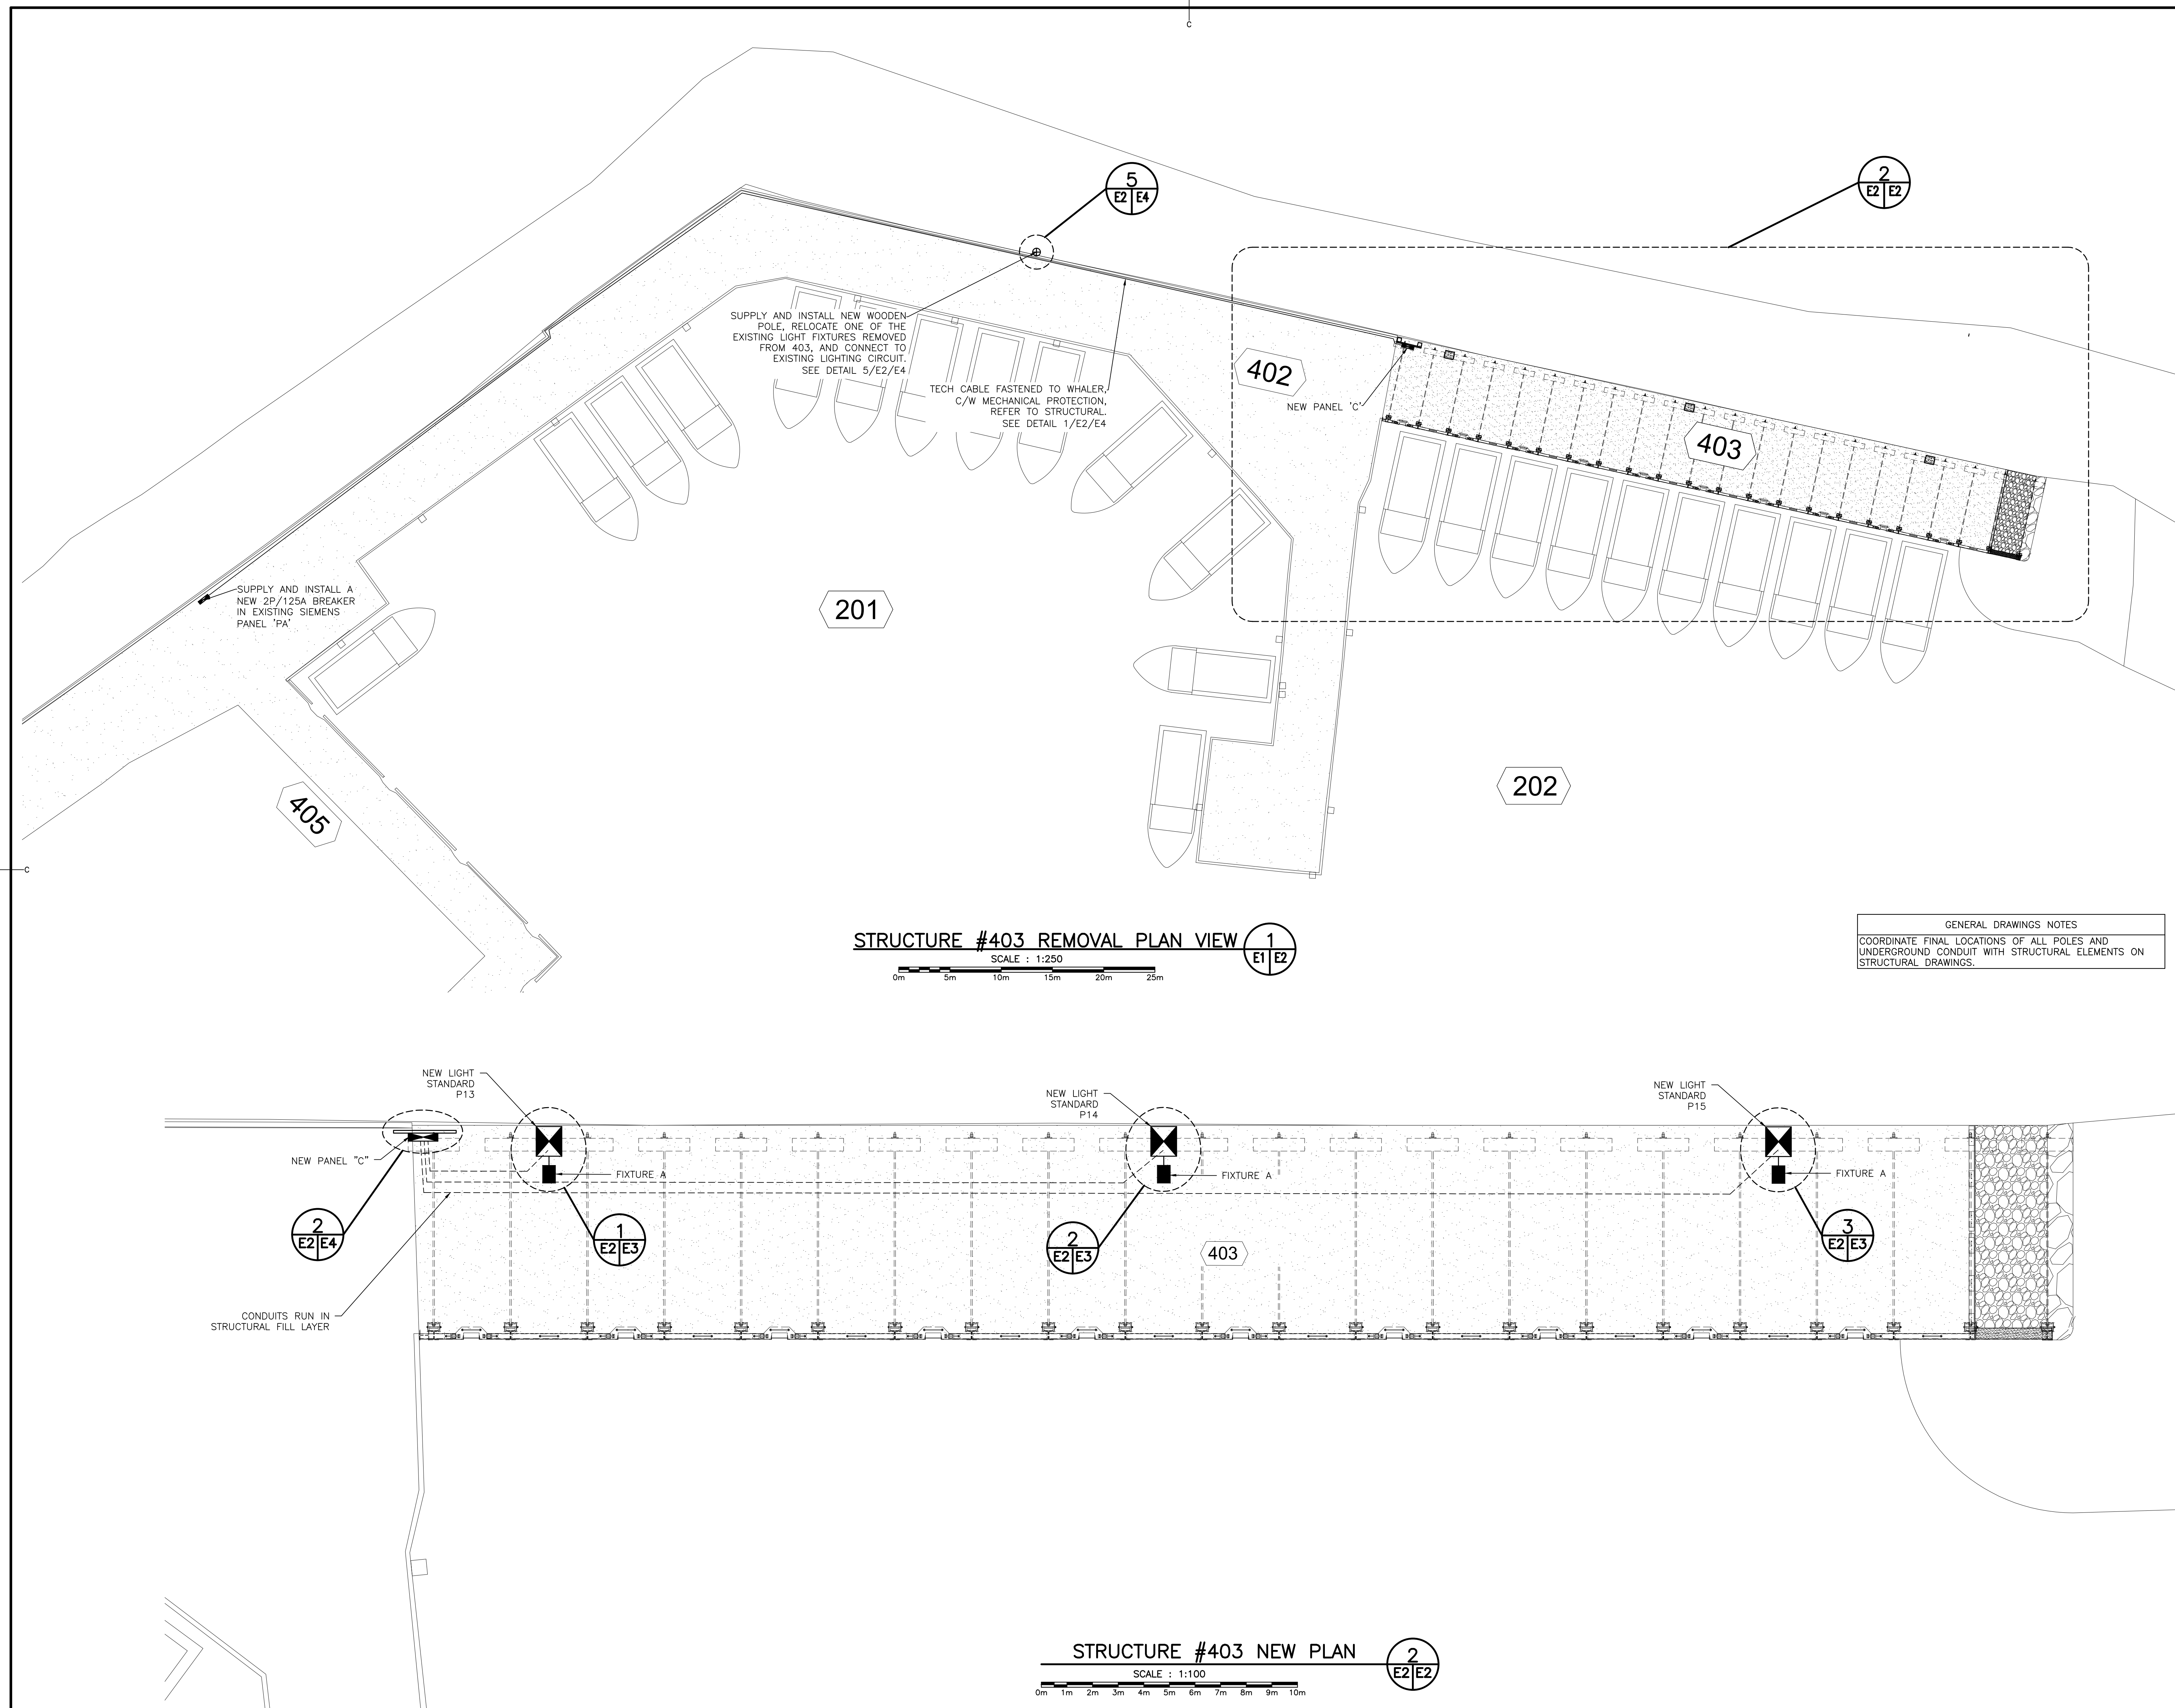 C
5
E2 E4
2
E2 E2
SUPPLY AND INSTALL NEW WOODEN
POLE, RELOCATE ONE OF THE
EXISTING LIGHT FIXTURES REMOVED
FROM 403, AND CONNECT TO
EXISTING LIGHTING CIRCUIT.
SEE DETAIL 5/E2/E4
TECH CABLE FASTENED TO WHALER,
C/W MECHANICAL PROTECTION,
REFER TO STRUCTURAL.
SEE DETAIL 1/E2/E4
402
NEW PANEL 'C'
403
SUPPLY AND INSTALL A
NEW 2P/125A BREAKER
IN EXISTING SIEMENS
PANEL 'PA'
201
202
405
C
STRUCTURE #403 REMOVAL PLAN VIEW
1
E1 E2
SCALE : 1:250
0m 5m 10m 15m 20m 25m
GENERAL DRAWINGS NOTES
COORDINATE FINAL LOCATIONS OF ALL POLES AND
UNDERGROUND CONDUIT WITH STRUCTURAL ELEMENTS ON
STRUCTURAL DRAWINGS.
NEW LIGHT
STANDARD
P13
NEW LIGHT
STANDARD
P14
NEW LIGHT
STANDARD
P15
NEW PANEL "C"
FIXTURE A
FIXTURE A
FIXTURE A
2
E2 E4
1
E2 E3
2
E2 E3
3
E2 E3
403
CONDUITS RUN IN
STRUCTURAL FILL LAYER
STRUCTURE #403 NEW PLAN
2
E2 E2
SCALE : 1:100
0m 1m 2m 3m 4m 5m 6m 7m 8m 9m 10m